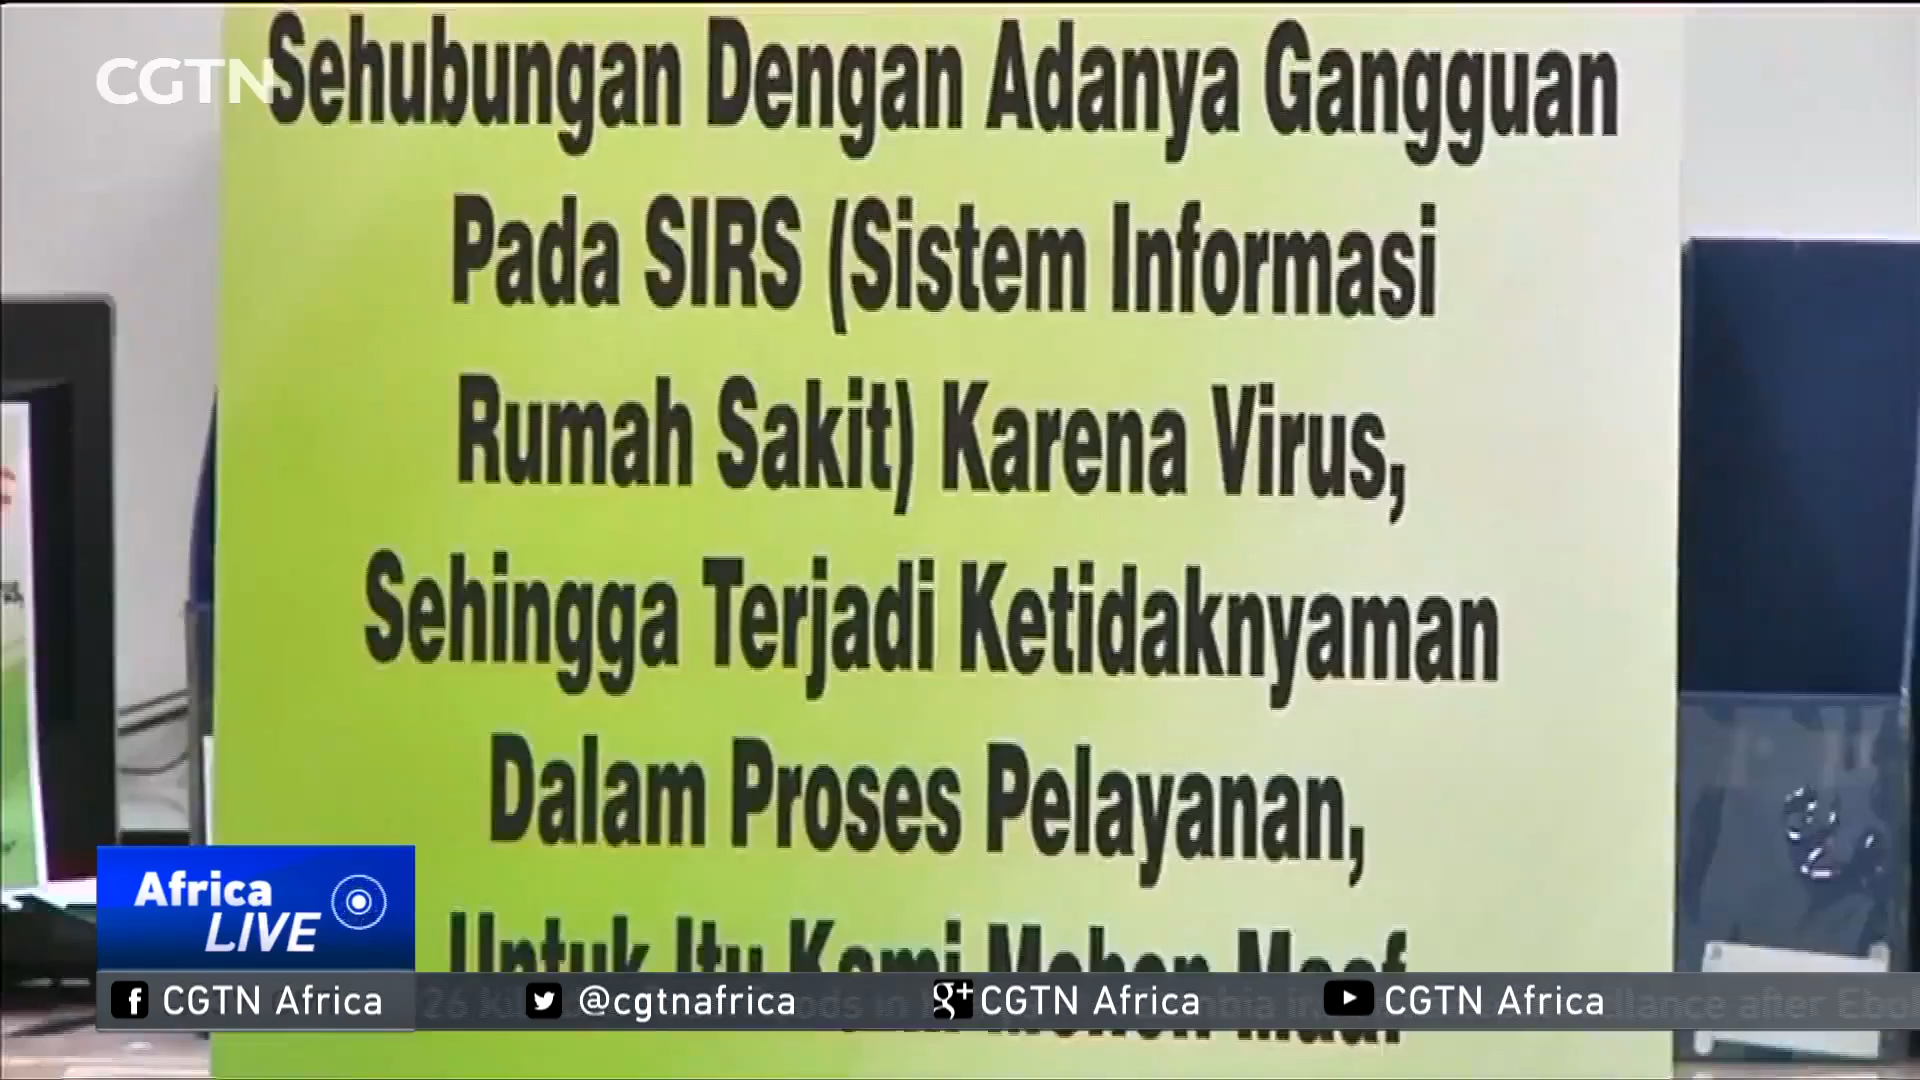 CGTN
Sehubungan Dengan Adanya Gangguan
Pada SIRS (Sistem Informasi
Rumah Sakit) Karena Virus,
Sehingga Terjadi Ketidaknyaman
Dalam Proses Pelayanan,
Untuk Itu Kami Mohon Maaf
Africa
LIVE
CGTN Africa
@cgtnafrica
CGTN Africa
CGTN Africa